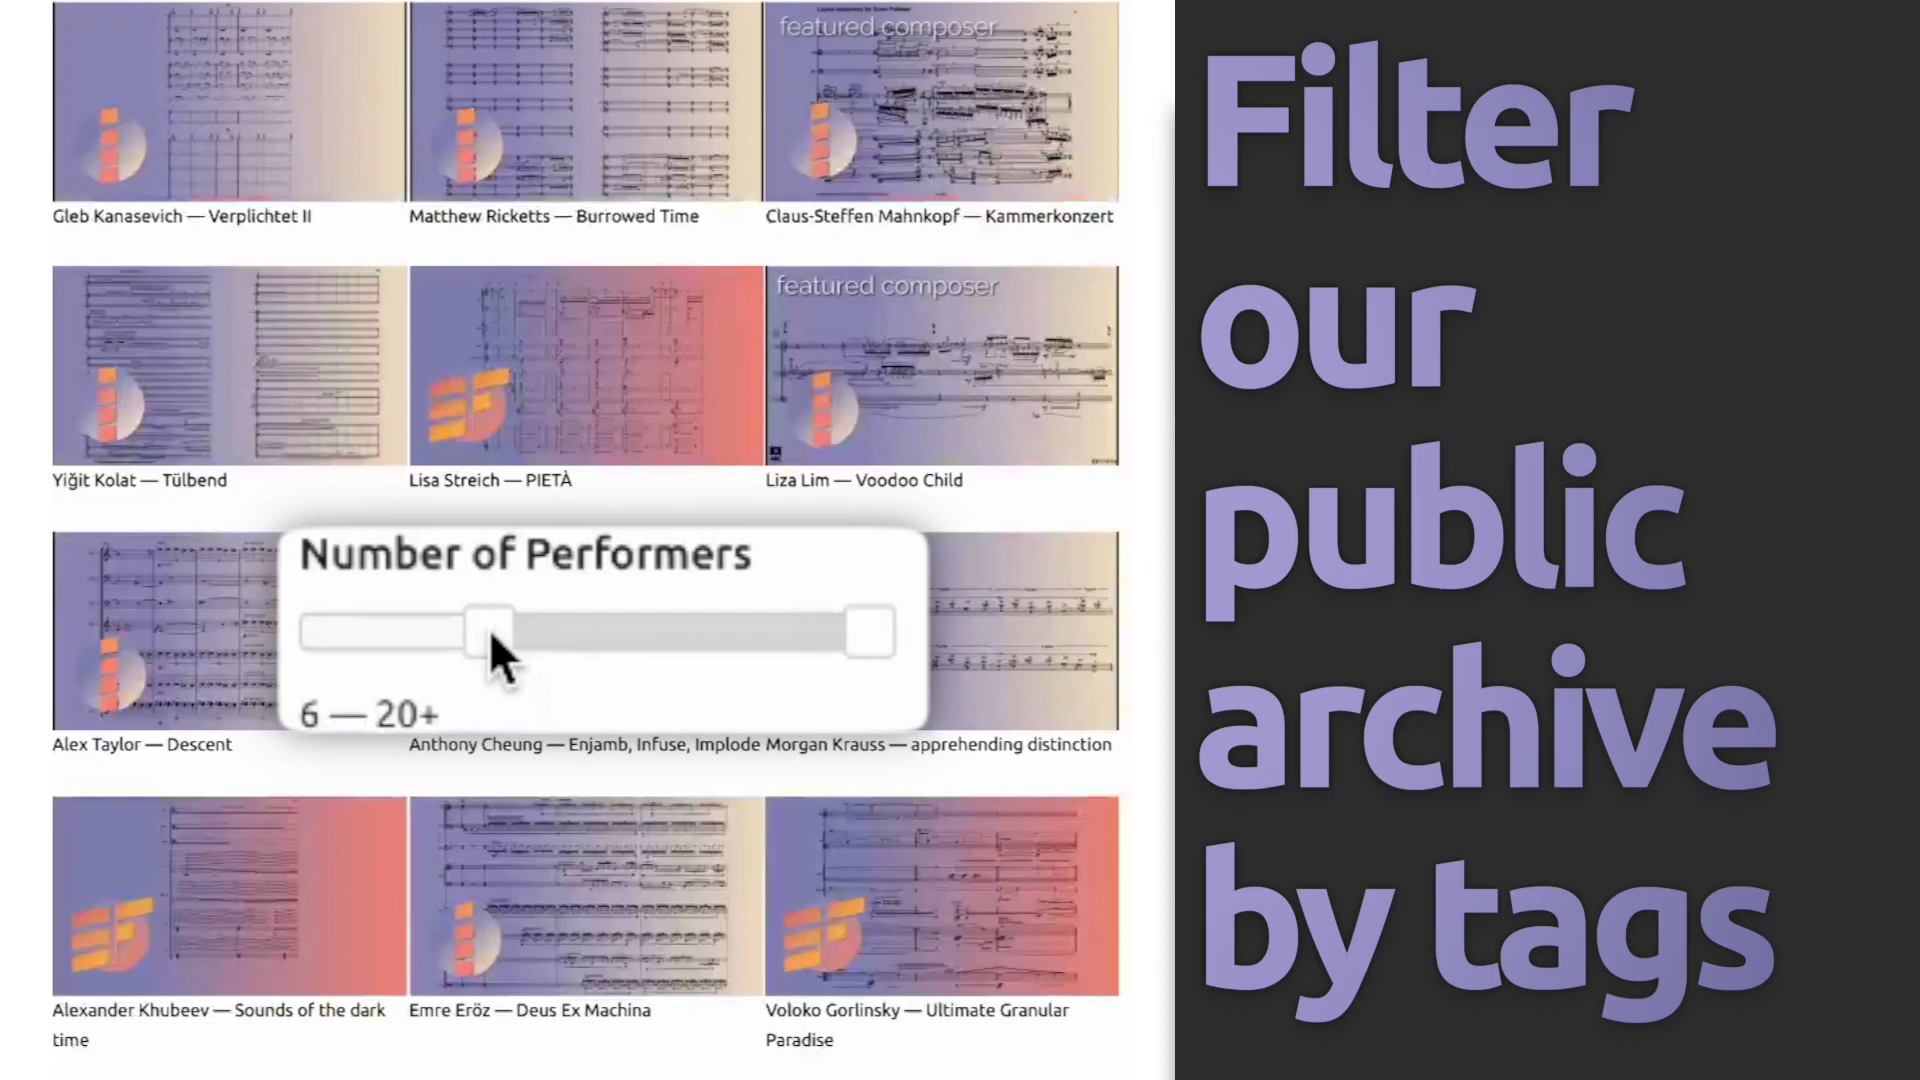 featured composer
Gleb Kanasevich — Verplichtet II
Matthew Ricketts — Burrowed Time
Claus-Steffen Mahnkopf — Kammerkonzert
featured composer
Yiğit Kolat — Tülbend
Lisa Streich — PIETÀ
Liza Lim — Voodoo Child
Number of Performers
6 — 20+
Alex Taylor — Descent
Anthony Cheung — Enjamb, Infuse, Implode
Morgan Krauss — apprehending distinction
Alexander Khubeev — Sounds of the dark
time
Emre Eröz — Deus Ex Machina
Voloko Gorlinsky — Ultimate Granular
Paradise
Filter
our
public
archive
by tags